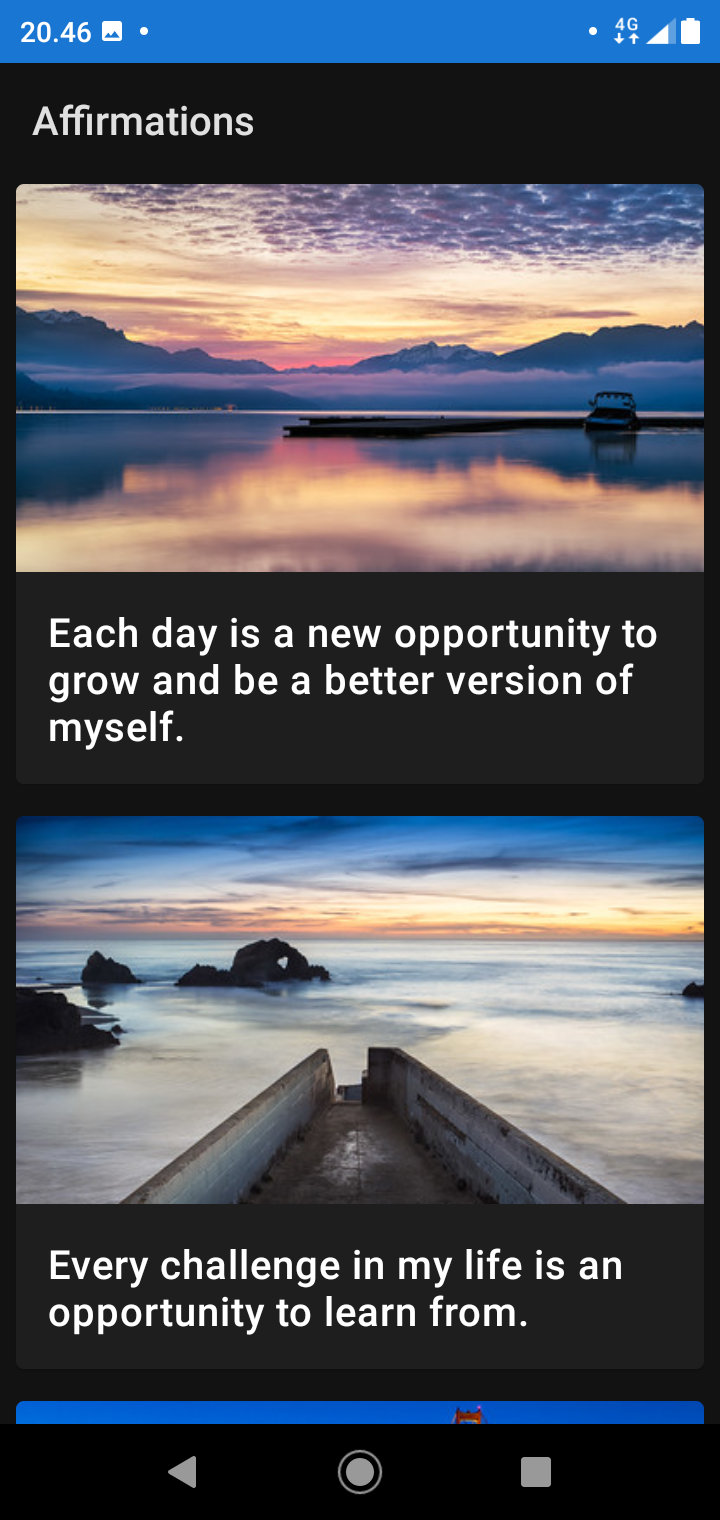 20.46
4G
Affirmations
Each day is a new opportunity to
grow and be a better version of
myself.
Every challenge in my life is an
opportunity to learn from.